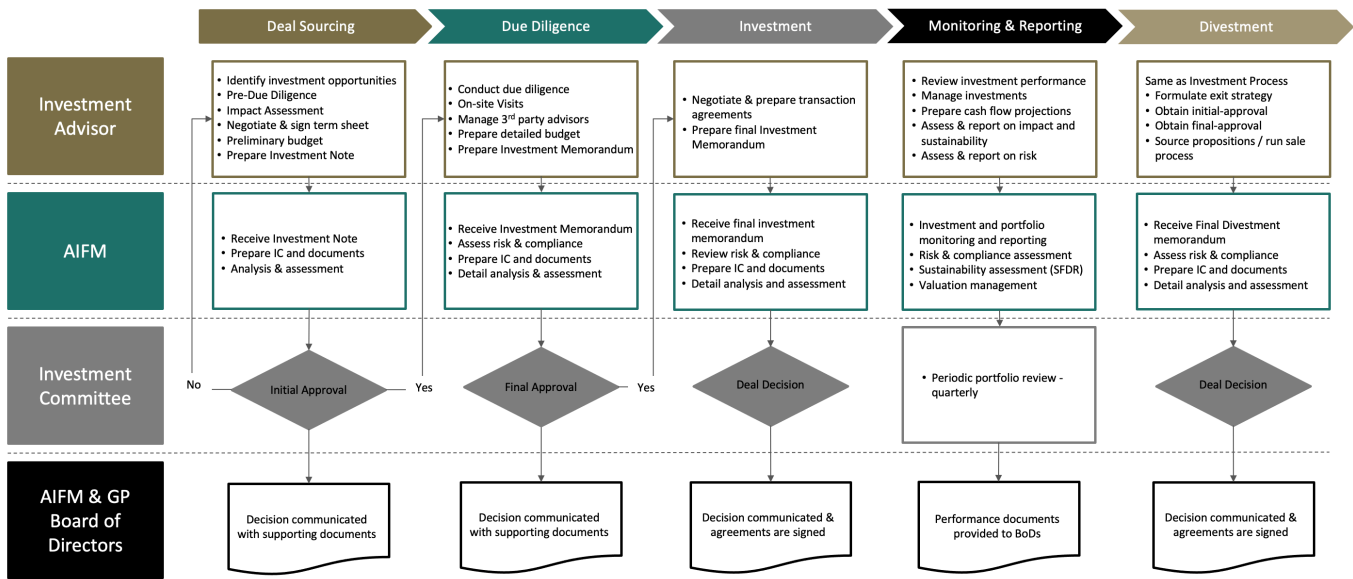 Deal Sourcing
Due Diligence
Investment
Monitoring & Reporting
Divestment
Investment
Advisor
• Identify investment opportunities
• Pre-Due Diligence
• Impact Assessment
• Negotiate & sign term sheet
• Preliminary budget
• Prepare Investment Note
• Conduct due diligence
• On-site Visits
• Manage 3rd party advisors
• Prepare detailed budget
• Prepare Investment Memorandum
• Negotiate & prepare transaction
agreements
• Prepare final Investment
Memorandum
• Review investment performance
• Manage investments
• Prepare cash flow projections
• Assess & report on impact and
sustainability
• Assess & report on risk
Same as Investment Process
• Formulate exit strategy
• Obtain initial-approval
• Obtain final-approval
• Source propositions / run sale
process
AIFM
• Receive Investment Note
• Prepare IC and documents
• Analysis & assessment
• Receive Investment Memorandum
• Assess risk & compliance
• Prepare IC and documents
• Detail analysis & assessment
• Receive final investment
memorandum
• Review risk & compliance
• Prepare IC and documents
• Detail analysis and assessment
• Investment and portfolio
monitoring and reporting
• Risk & compliance assessment
• Sustainability assessment (SFDR)
• Valuation management
• Receive Final Divestment
memorandum
• Assess risk & compliance
• Prepare IC and documents
• Detail analysis and assessment
Investment
Committee
No
Initial Approval
Yes
Final Approval
Yes
Deal Decision
• Periodic portfolio review -
quarterly
Deal Decision
AIFM & GP
Board of
Directors
Decision communicated
with supporting documents
Decision communicated
with supporting documents
Decision communicated &
agreements are signed
Performance documents
provided to BoDs
Decision communicated &
agreements are signed